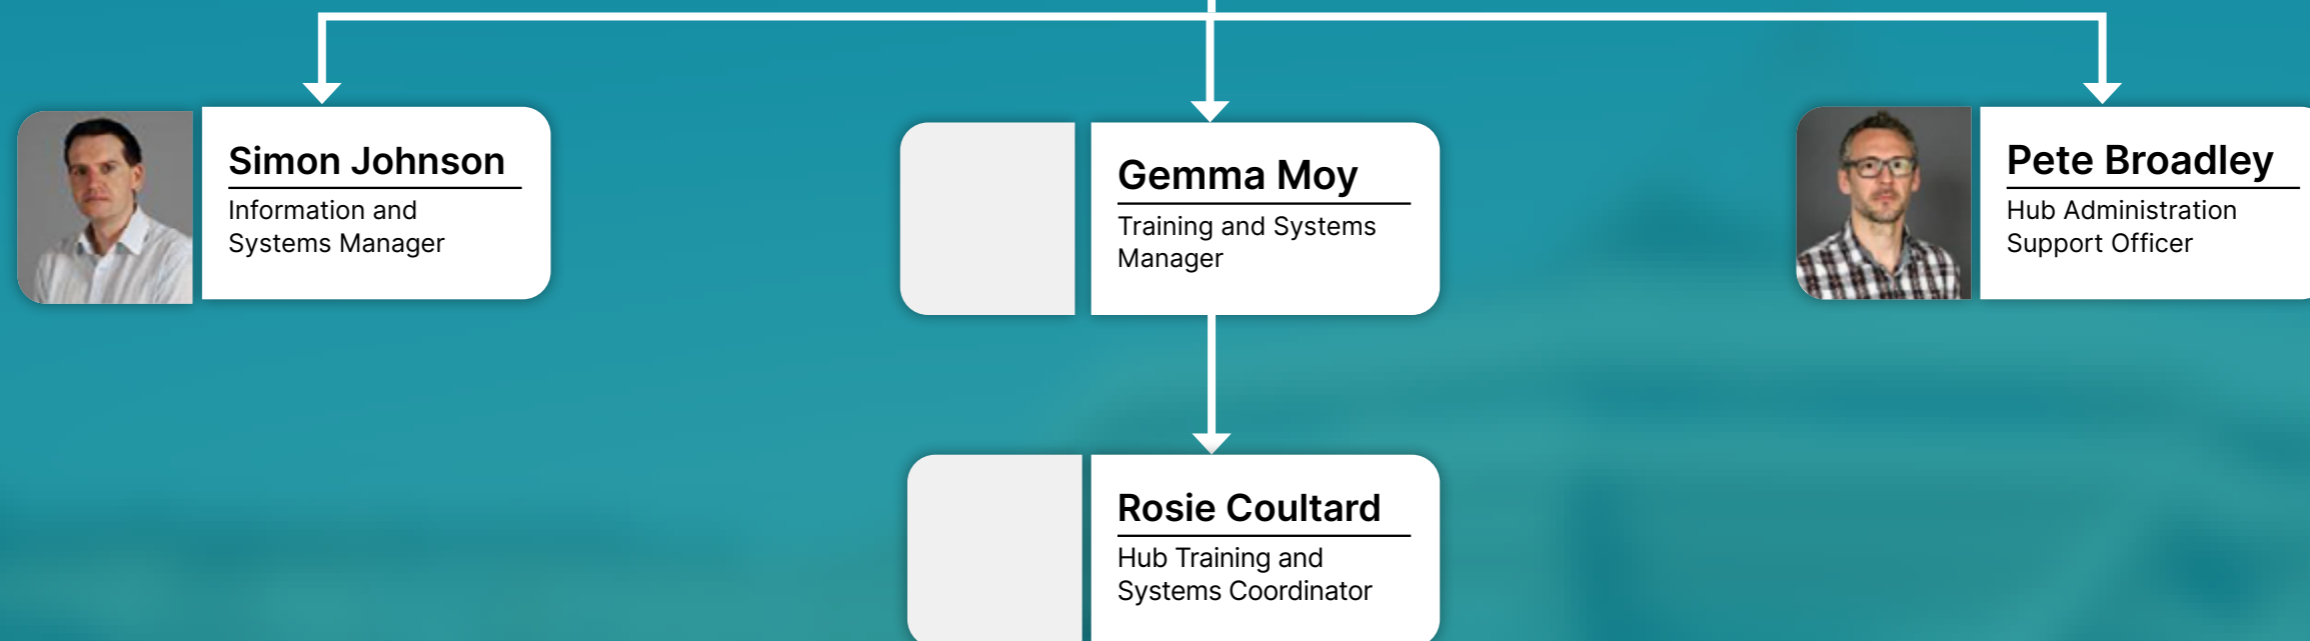 Simon Johnson
Information and
Systems Manager
Gemma Moy
Training and Systems
Manager
Pete Broadley
Hub Administration
Support Officer
Rosie Coultard
Hub Training and
Systems Coordinator